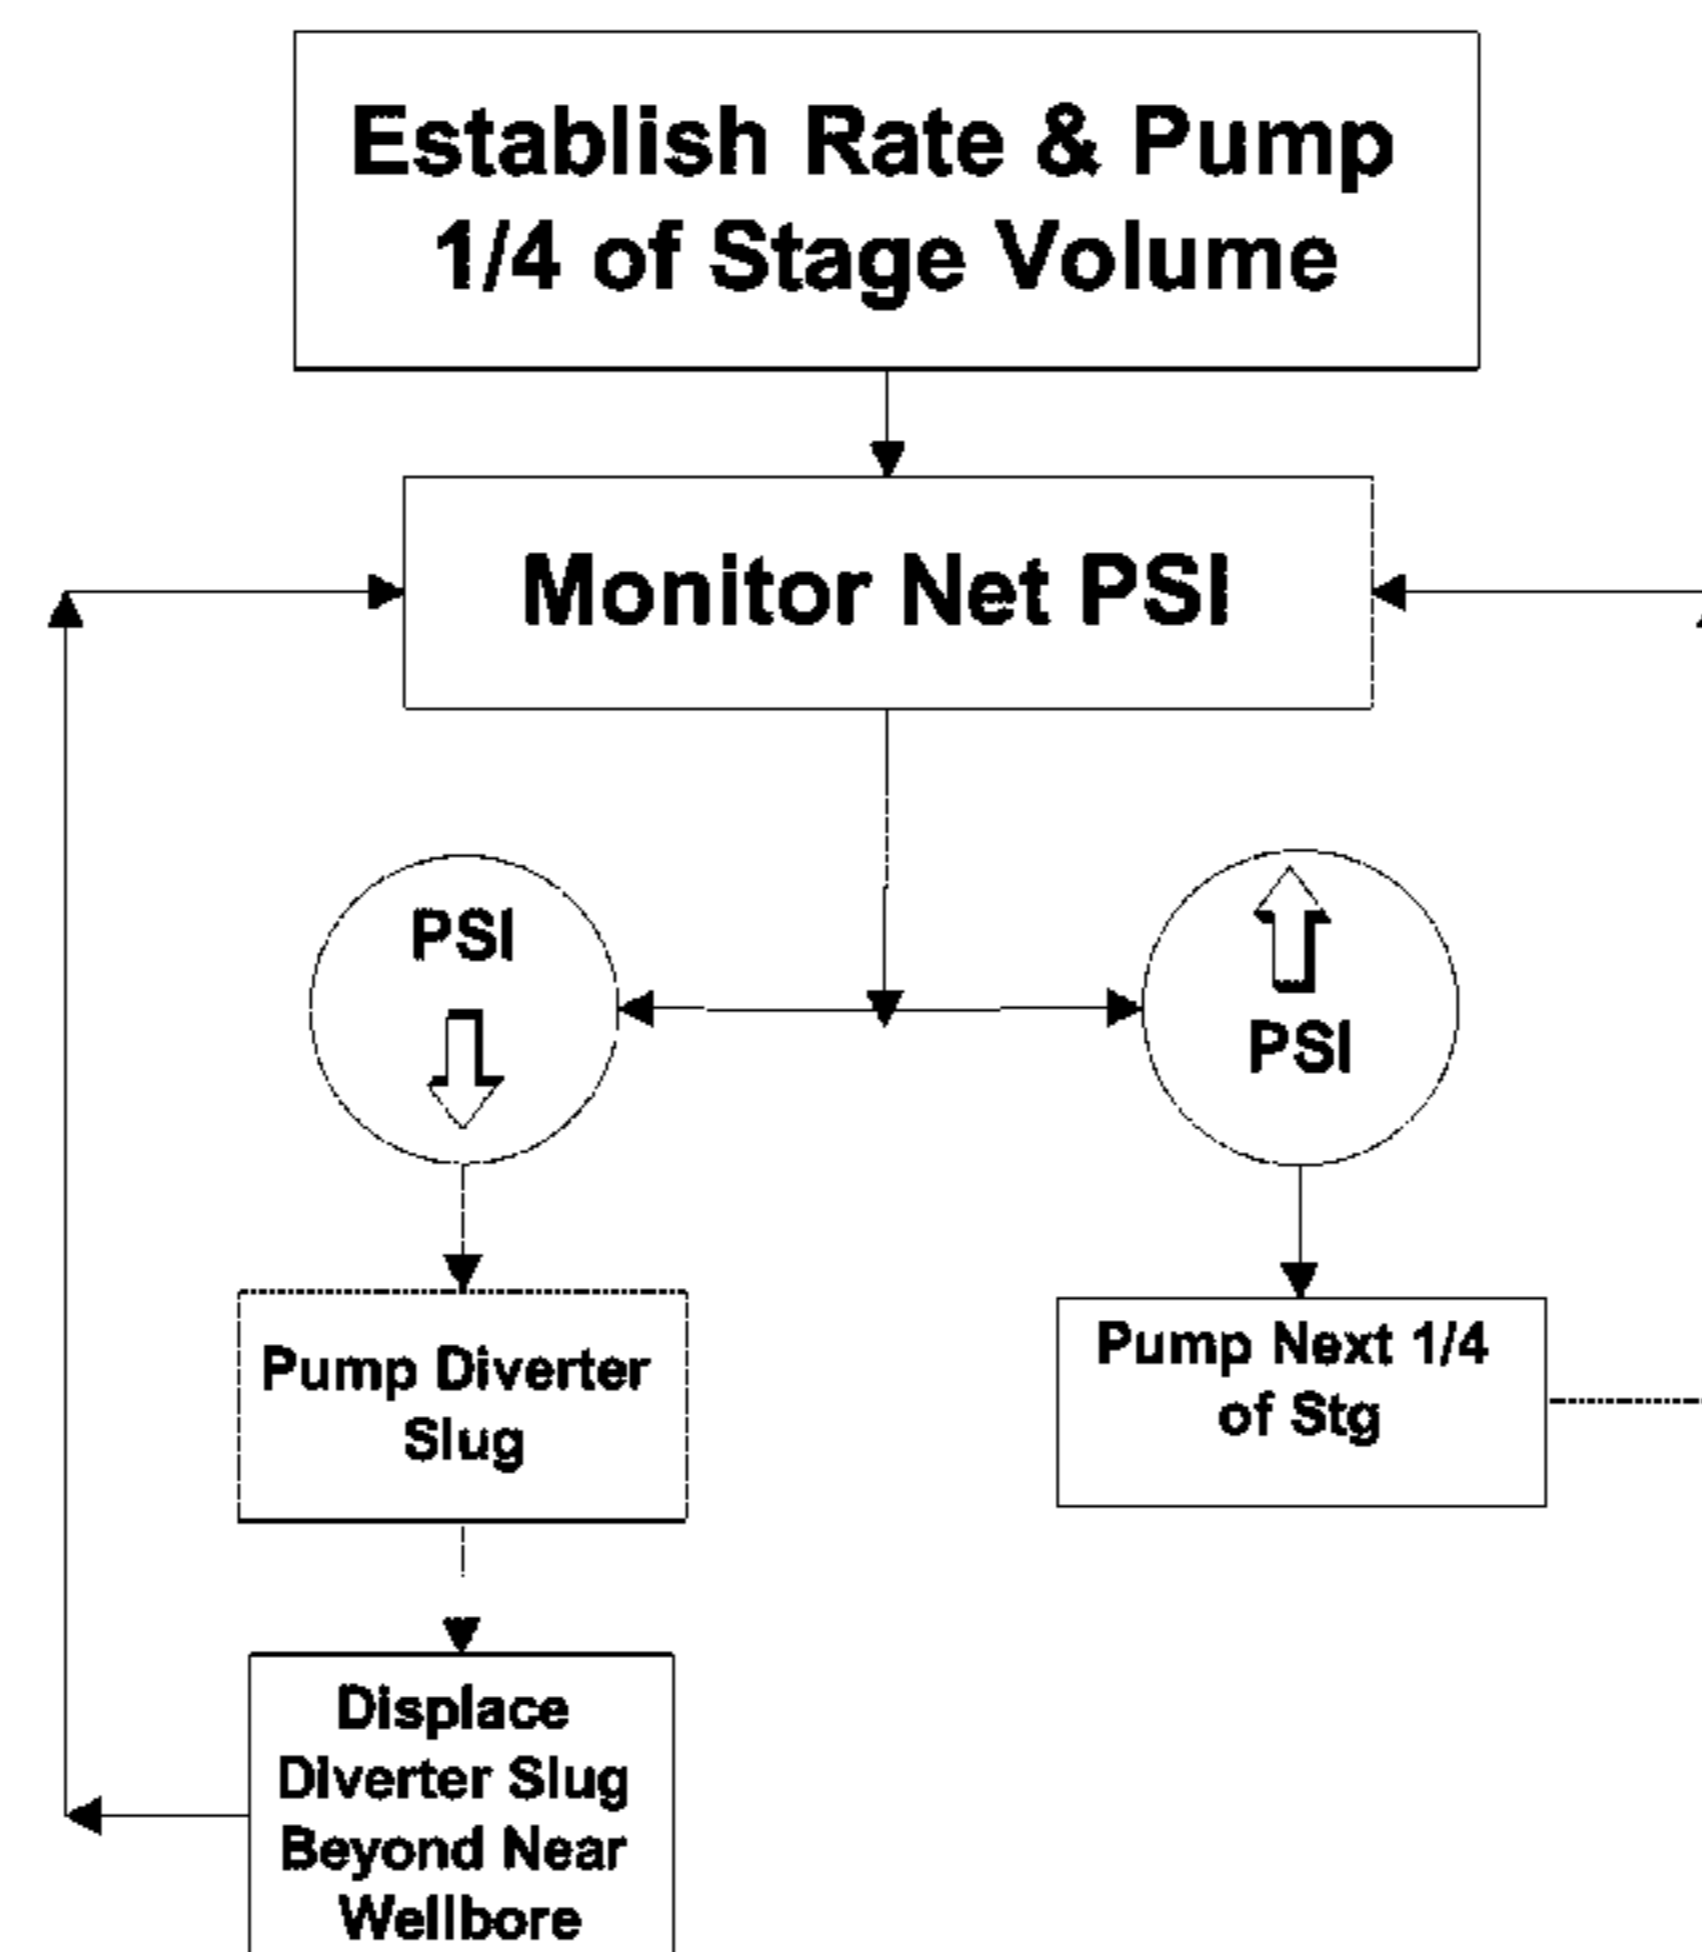 Establish Rate & Pump
1/4 of Stage Volume
Monitor Net PSI
PSI
PSI
Pump Diverter
Slug
Pump Next 1/4
of Stg
Displace
Diverter Slug
Beyond Near
Wellbore